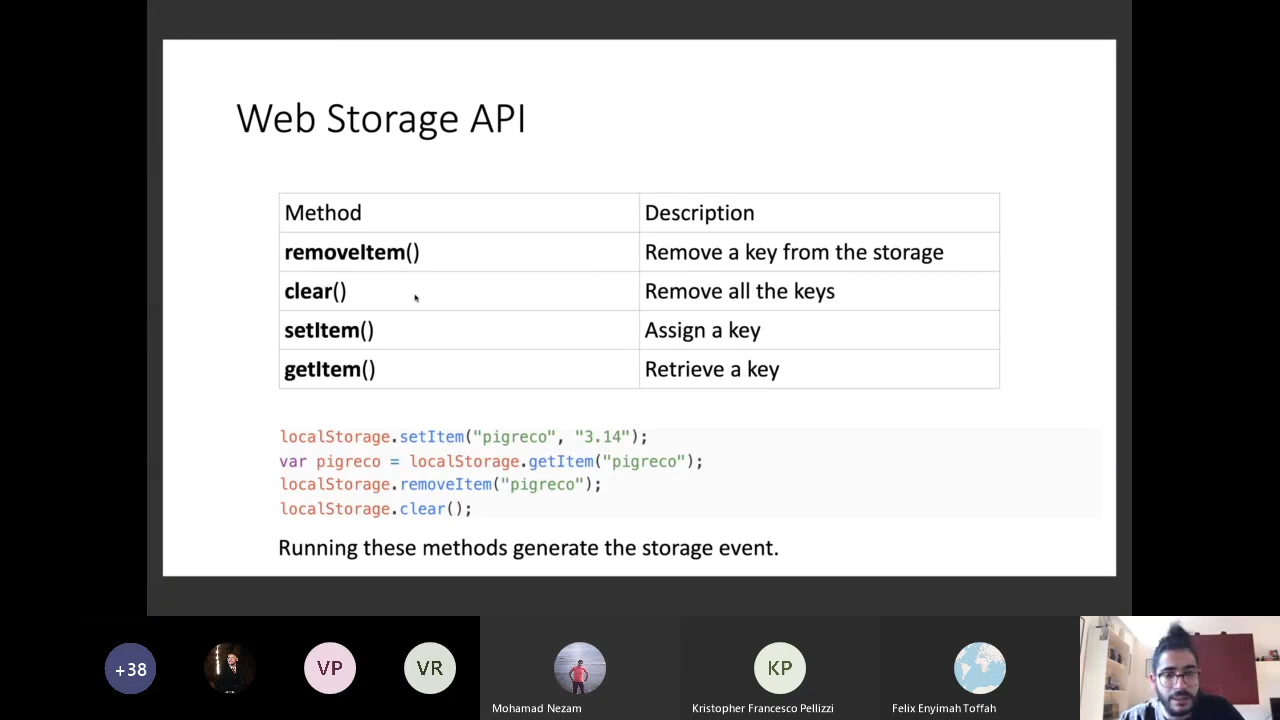 Web Storage API
Method Description
removeItem() Remove a key from the storage
clear() Remove all the keys
setItem() Assign a key
getItem() Retrieve a key
localStorage.setItem("pigreco", "3.14");
var pigreco = localStorage.getItem("pigreco");
localStorage.removeItem("pigreco");
localStorage.clear();
Running these methods generate the storage event.
+38 VP VR KP
Mohamad Nezam Kristopher Francesco Pellizzi Felix Enyimah Toffah